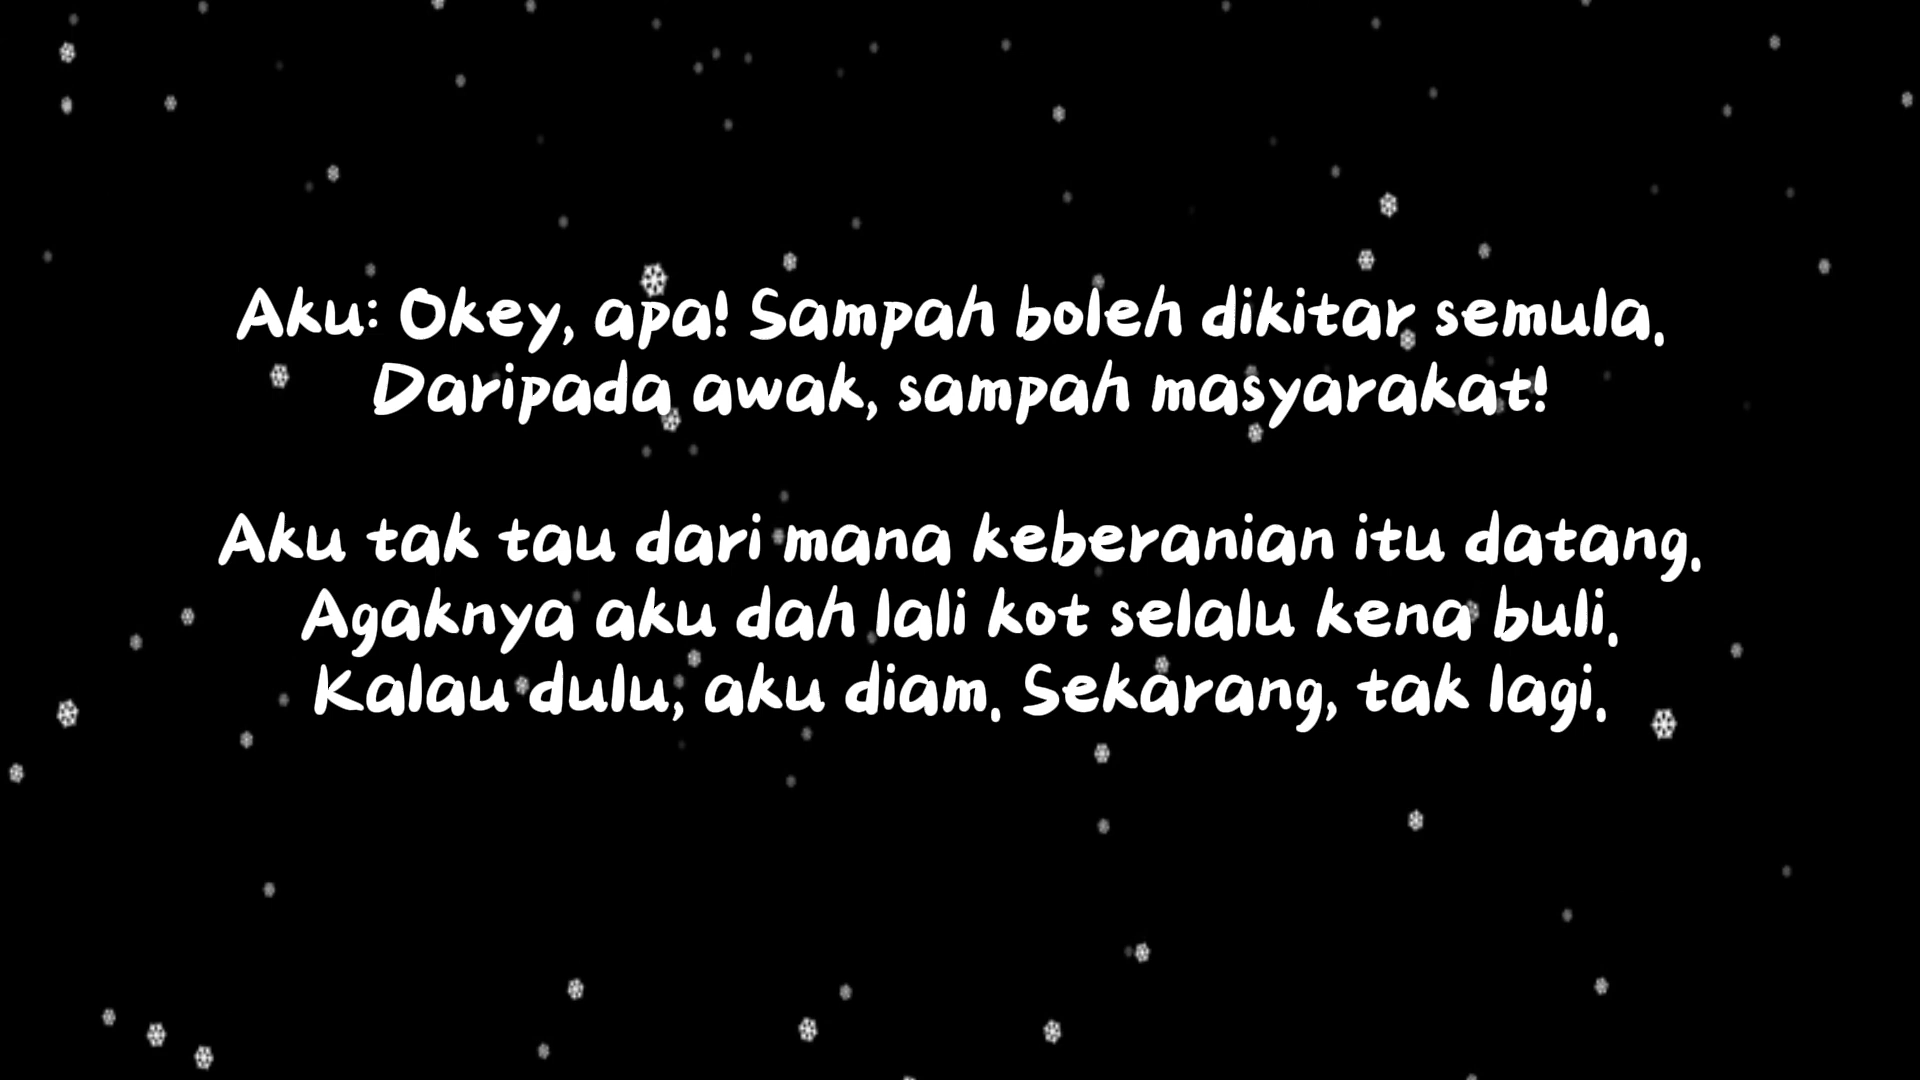 Aku: Okey, apa! Sampah boleh dikitar semula.
Daripada awak, sampah masyarakat!
Aku tak tau dari mana keberanian itu datang.
Agaknya aku dah lali kot selalu kena buli.
Kalau dulu, aku diam. Sekarang, tak lagi.